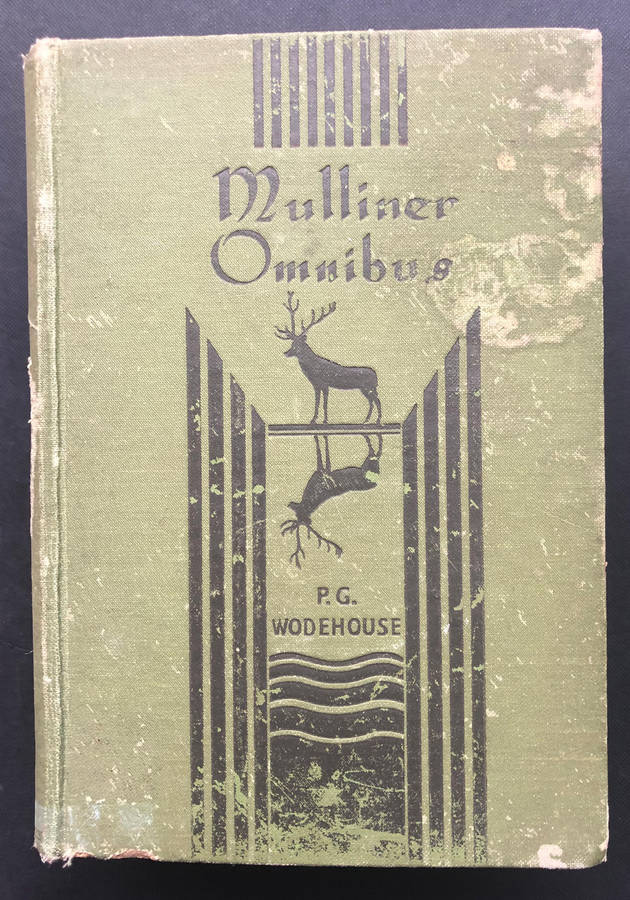 Mulliner
Omnibus
P. G.
WODEHOUSE